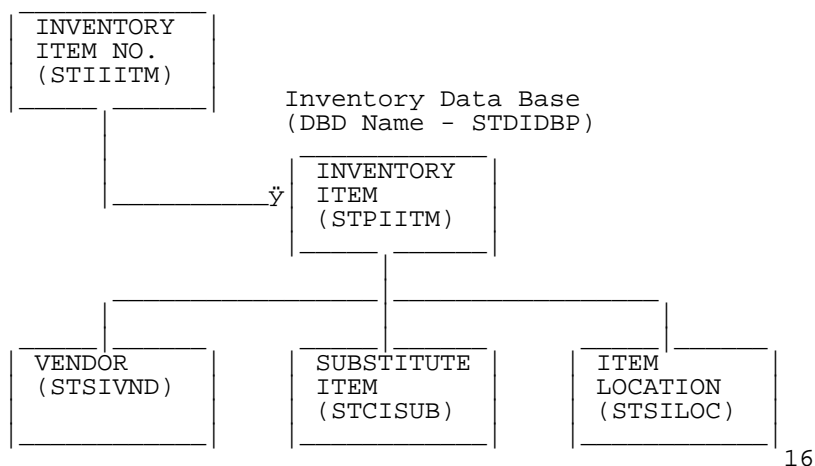 INVENTORY
ITEM NO.
(STIIITM)
Inventory Data Base
(DBD Name - STDIDBP)
INVENTORY
ÿ ITEM
(STPIITM)
VENDOR
(STSIVND)
SUBSTITUTE
ITEM
(STCISUB)
ITEM
LOCATION
(STSILOC)
16